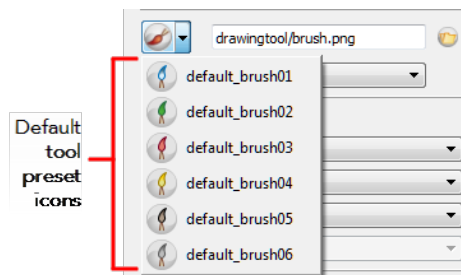 drawingtool/brush.png
default_brush01
default_brush02
default_brush03
default_brush04
default_brush05
default_brush06
Default
tool
preset
icons